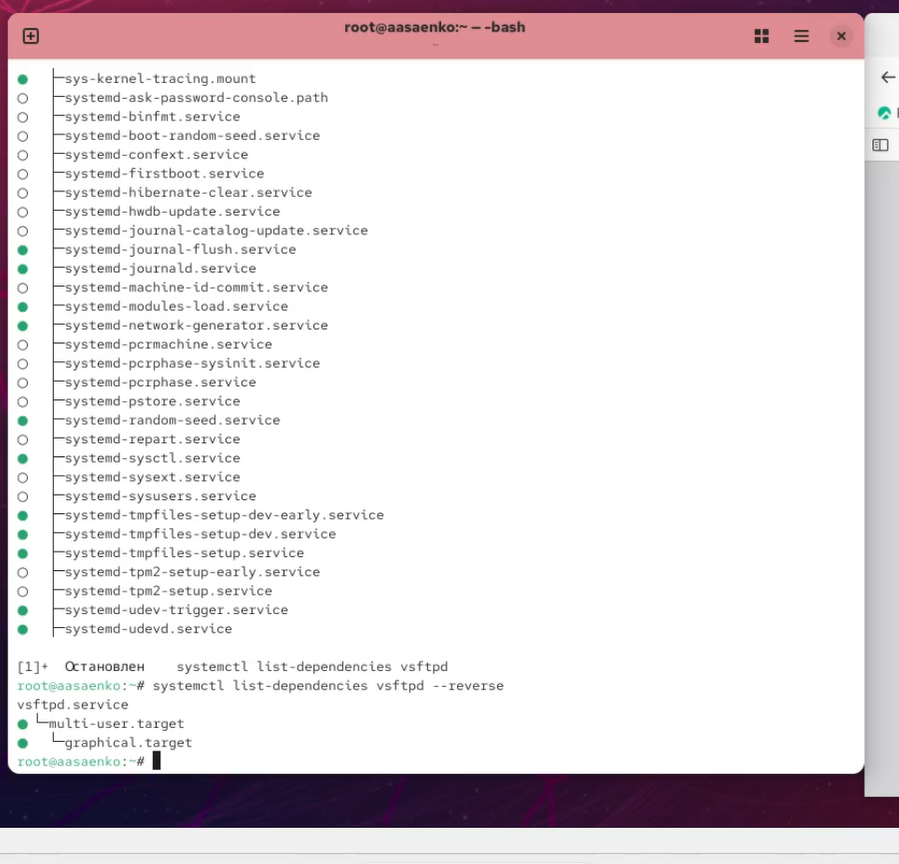 root@aasaenko:~ — -bash
~
├─sys-kernel-tracing.mount
├─systemd-ask-password-console.path
├─systemd-binfmt.service
├─systemd-boot-random-seed.service
├─systemd-confext.service
├─systemd-firstboot.service
├─systemd-hibernate-clear.service
├─systemd-hwdb-update.service
├─systemd-journal-catalog-update.service
├─systemd-journal-flush.service
├─systemd-journald.service
├─systemd-machine-id-commit.service
├─systemd-modules-load.service
├─systemd-network-generator.service
├─systemd-pcrmachine.service
├─systemd-pcrphase-sysinit.service
├─systemd-pcrphase.service
├─systemd-pstore.service
├─systemd-random-seed.service
├─systemd-repart.service
├─systemd-sysctl.service
├─systemd-sysext.service
├─systemd-sysusers.service
├─systemd-tmpfiles-setup-dev-early.service
├─systemd-tmpfiles-setup-dev.service
├─systemd-tmpfiles-setup.service
├─systemd-tpm2-setup-early.service
├─systemd-tpm2-setup.service
├─systemd-udev-trigger.service
├─systemd-udevd.service
[1]+  Остановлен    systemctl list-dependencies vsftpd
root@aasaenko:~# systemctl list-dependencies vsftpd --reverse
vsftpd.service
● └─multi-user.target
●   └─graphical.target
root@aasaenko:~#